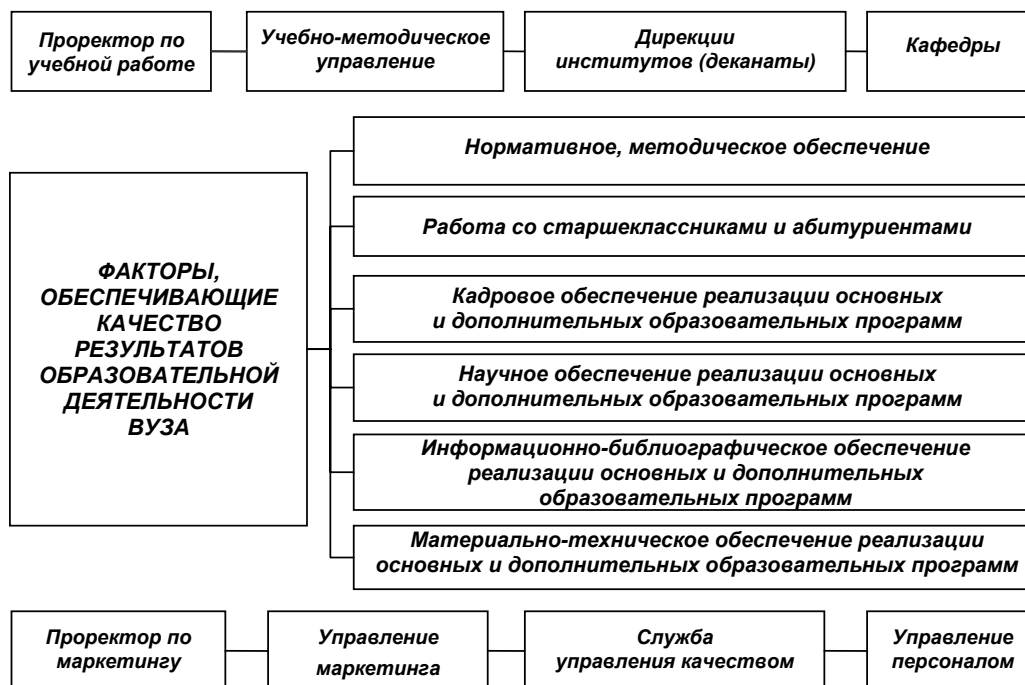 Проректор по
учебной работе
Учебно-методическое
управление
Дирекции
институтов (деканаты)
Кафедры
Нормативное, методическое обеспечение
Работа со старшеклассниками и абитуриентами
ФАКТОРЫ,
ОБЕСПЕЧИВАЮЩИЕ
КАЧЕСТВО
РЕЗУЛЬТАТОВ
ОБРАЗОВАТЕЛЬНОЙ
ДЕЯТЕЛЬНОСТИ
ВУЗА
Кадровое обеспечение реализации основных
и дополнительных образовательных программ
Научное обеспечение реализации основных
и дополнительных образовательных программ
Информационно-библиографическое обеспечение
реализации основных и дополнительных
образовательных программ
Материально-техническое обеспечение реализации
основных и дополнительных образовательных программ
Проректор по
маркетингу
Управление
маркетинга
Служба
управления качеством
Управление
персоналом